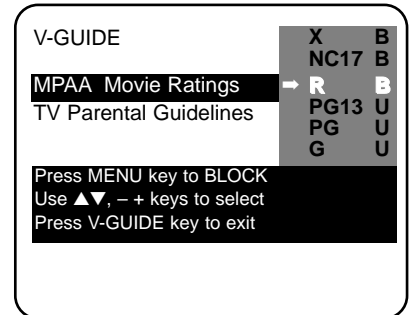 V-GUIDE
X B
NC17 B
MPAA Movie Ratings ➡ R B
TV Parental Guidelines PG13 U
PG U
G U
Press MENU key to BLOCK
Use ▲▼, – + keys to select
Press V-GUIDE key to exit